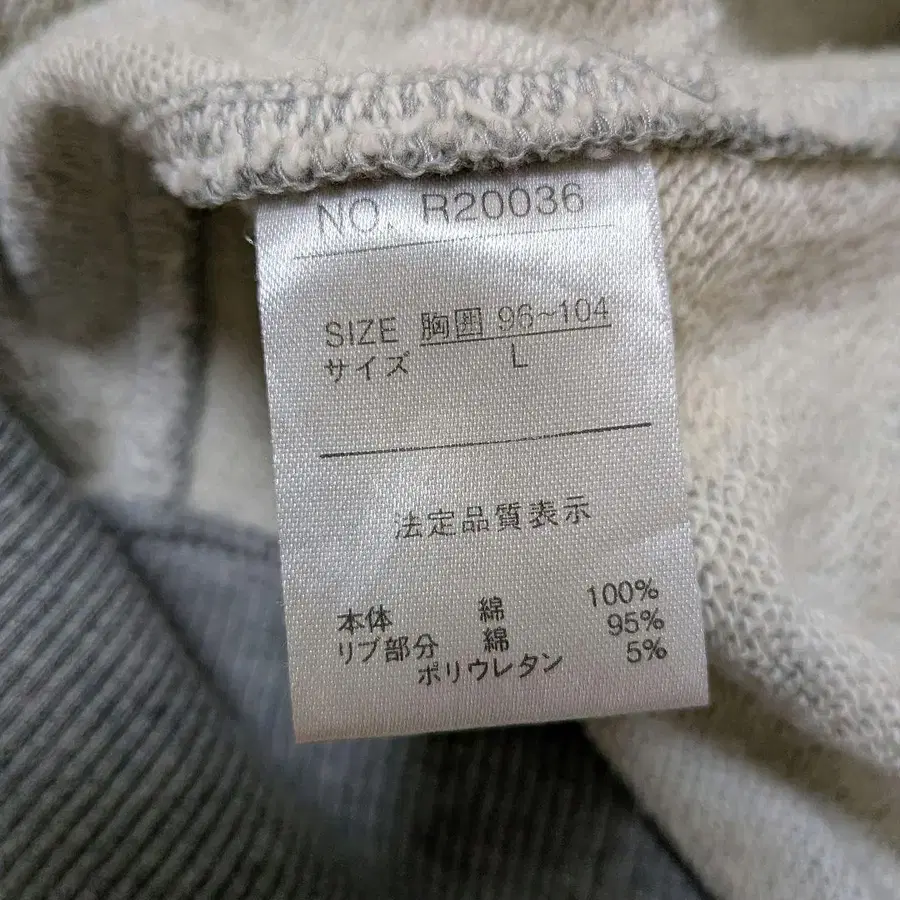 NO. R20036
SIZE 胸囲 96~104
サイズ L
法定品質表示
本体 綿 100%
リブ部分 綿 95%
ポリウレタン 5%